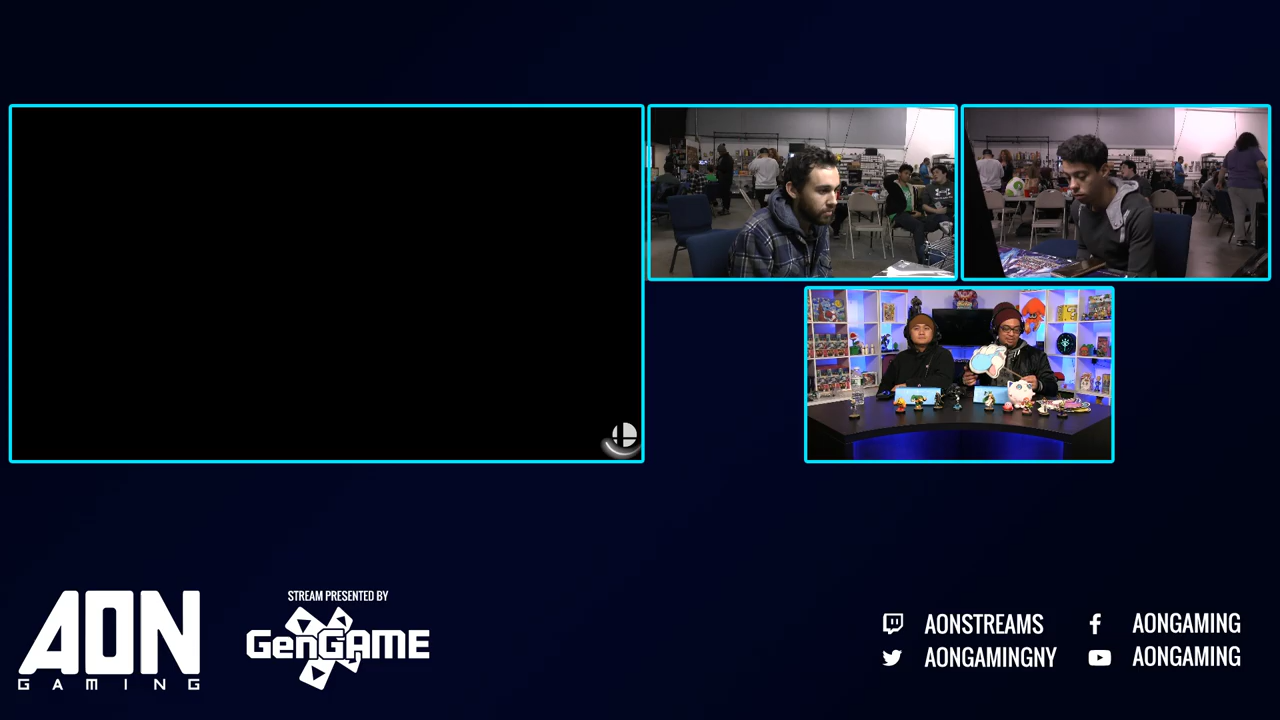 AON
GAMING
STREAM PRESENTED BY
GenGAME
AONSTREAMS
AONGAMING
AONGAMINGNY
AONGAMING